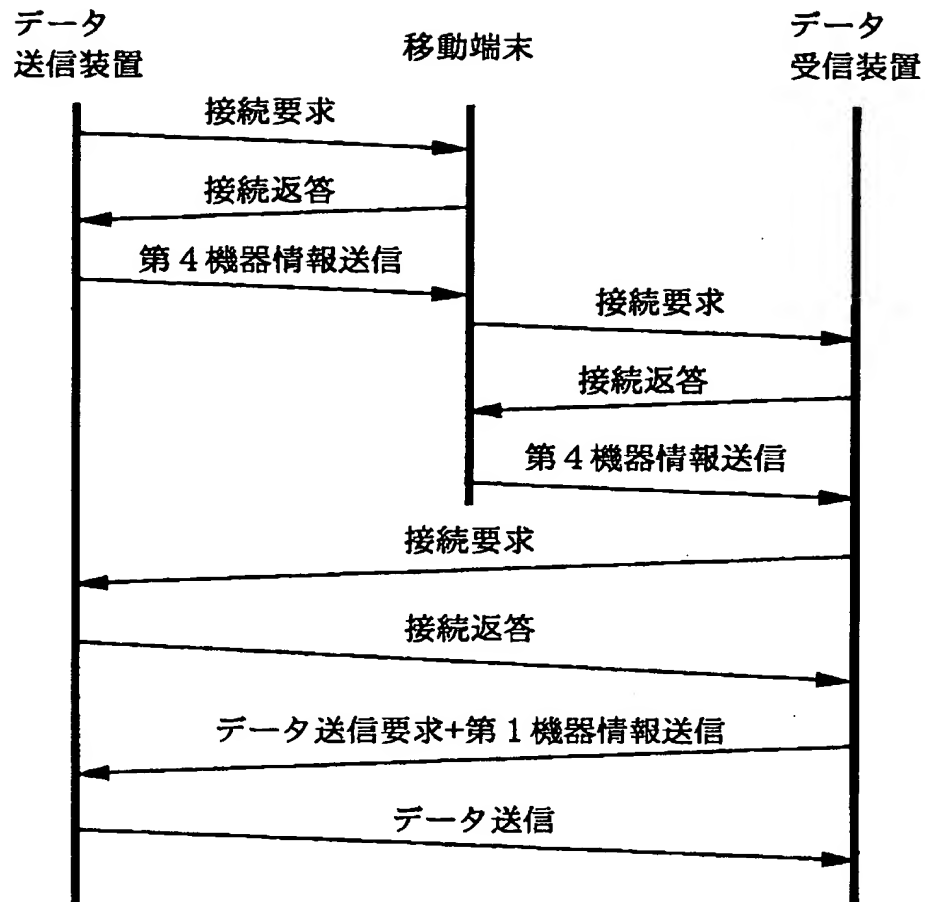 データ
送信装置
移動端末
データ
受信装置
接続要求
接続返答
第4機器情報送信
接続要求
接続返答
第4機器情報送信
接続要求
接続返答
データ送信要求+第1機器情報送信
データ送信